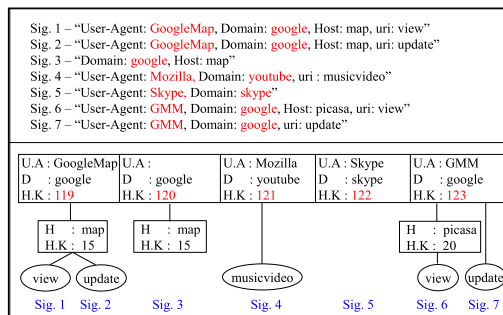 Sig. 1 – “User-Agent: GoogleMap, Domain: google, Host: map, uri: view”
Sig. 2 – “User-Agent: GoogleMap, Domain: google, Host: map, uri: update”
Sig. 3 – “Domain: google, Host: map”
Sig. 4 – “User-Agent: Mozilla, Domain: youtube, uri : musicvideo”
Sig. 5 – “User-Agent: Skype, Domain: skype”
Sig. 6 – “User-Agent: GMM, Domain: google, Host: picasa, uri: view”
Sig. 7 – “User-Agent: GMM, Domain: google, uri: update”
U.A : GoogleMap U.A : U.A : Mozilla U.A : Skype U.A : GMM
D : google D : google D : youtube D : skype D : google
H.K : 119 H.K : 120 H.K : 121 H.K : 122 H.K : 123
H : map H : map H : picasa
H.K : 15 H.K : 15 H.K : 20
view update musicvideo view update
Sig. 1 Sig. 2 Sig. 3 Sig. 4 Sig. 5 Sig. 6 Sig. 7